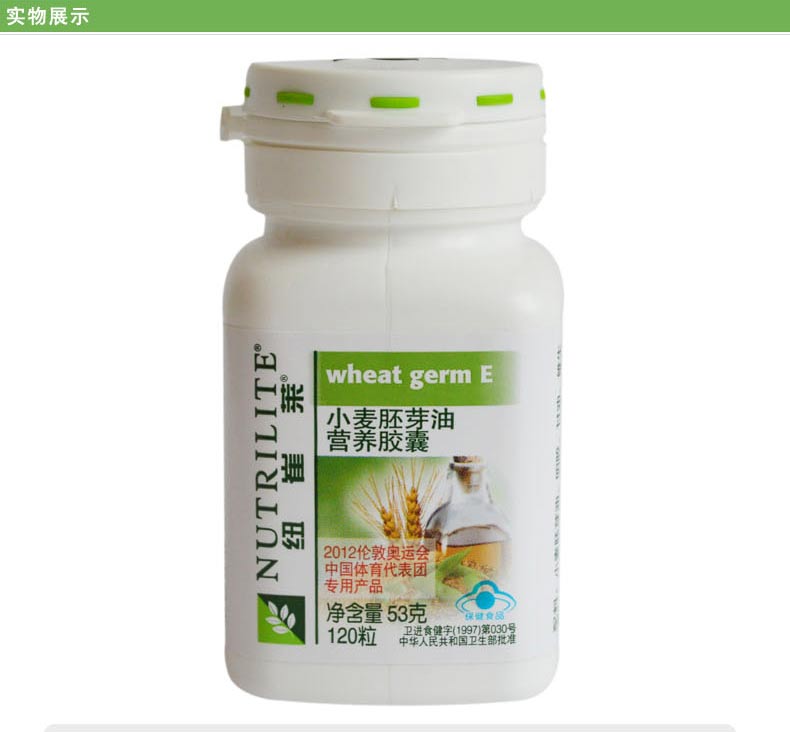 实物展示
NUTRILITE®
纽崔莱®
wheat germ E
小麦胚芽油
营养胶囊
2012伦敦奥运会
中国体育代表团
专用产品
净含量 53克
120粒
保健食品
卫进食健字(1997)第030号
中华人民共和国卫生部批准